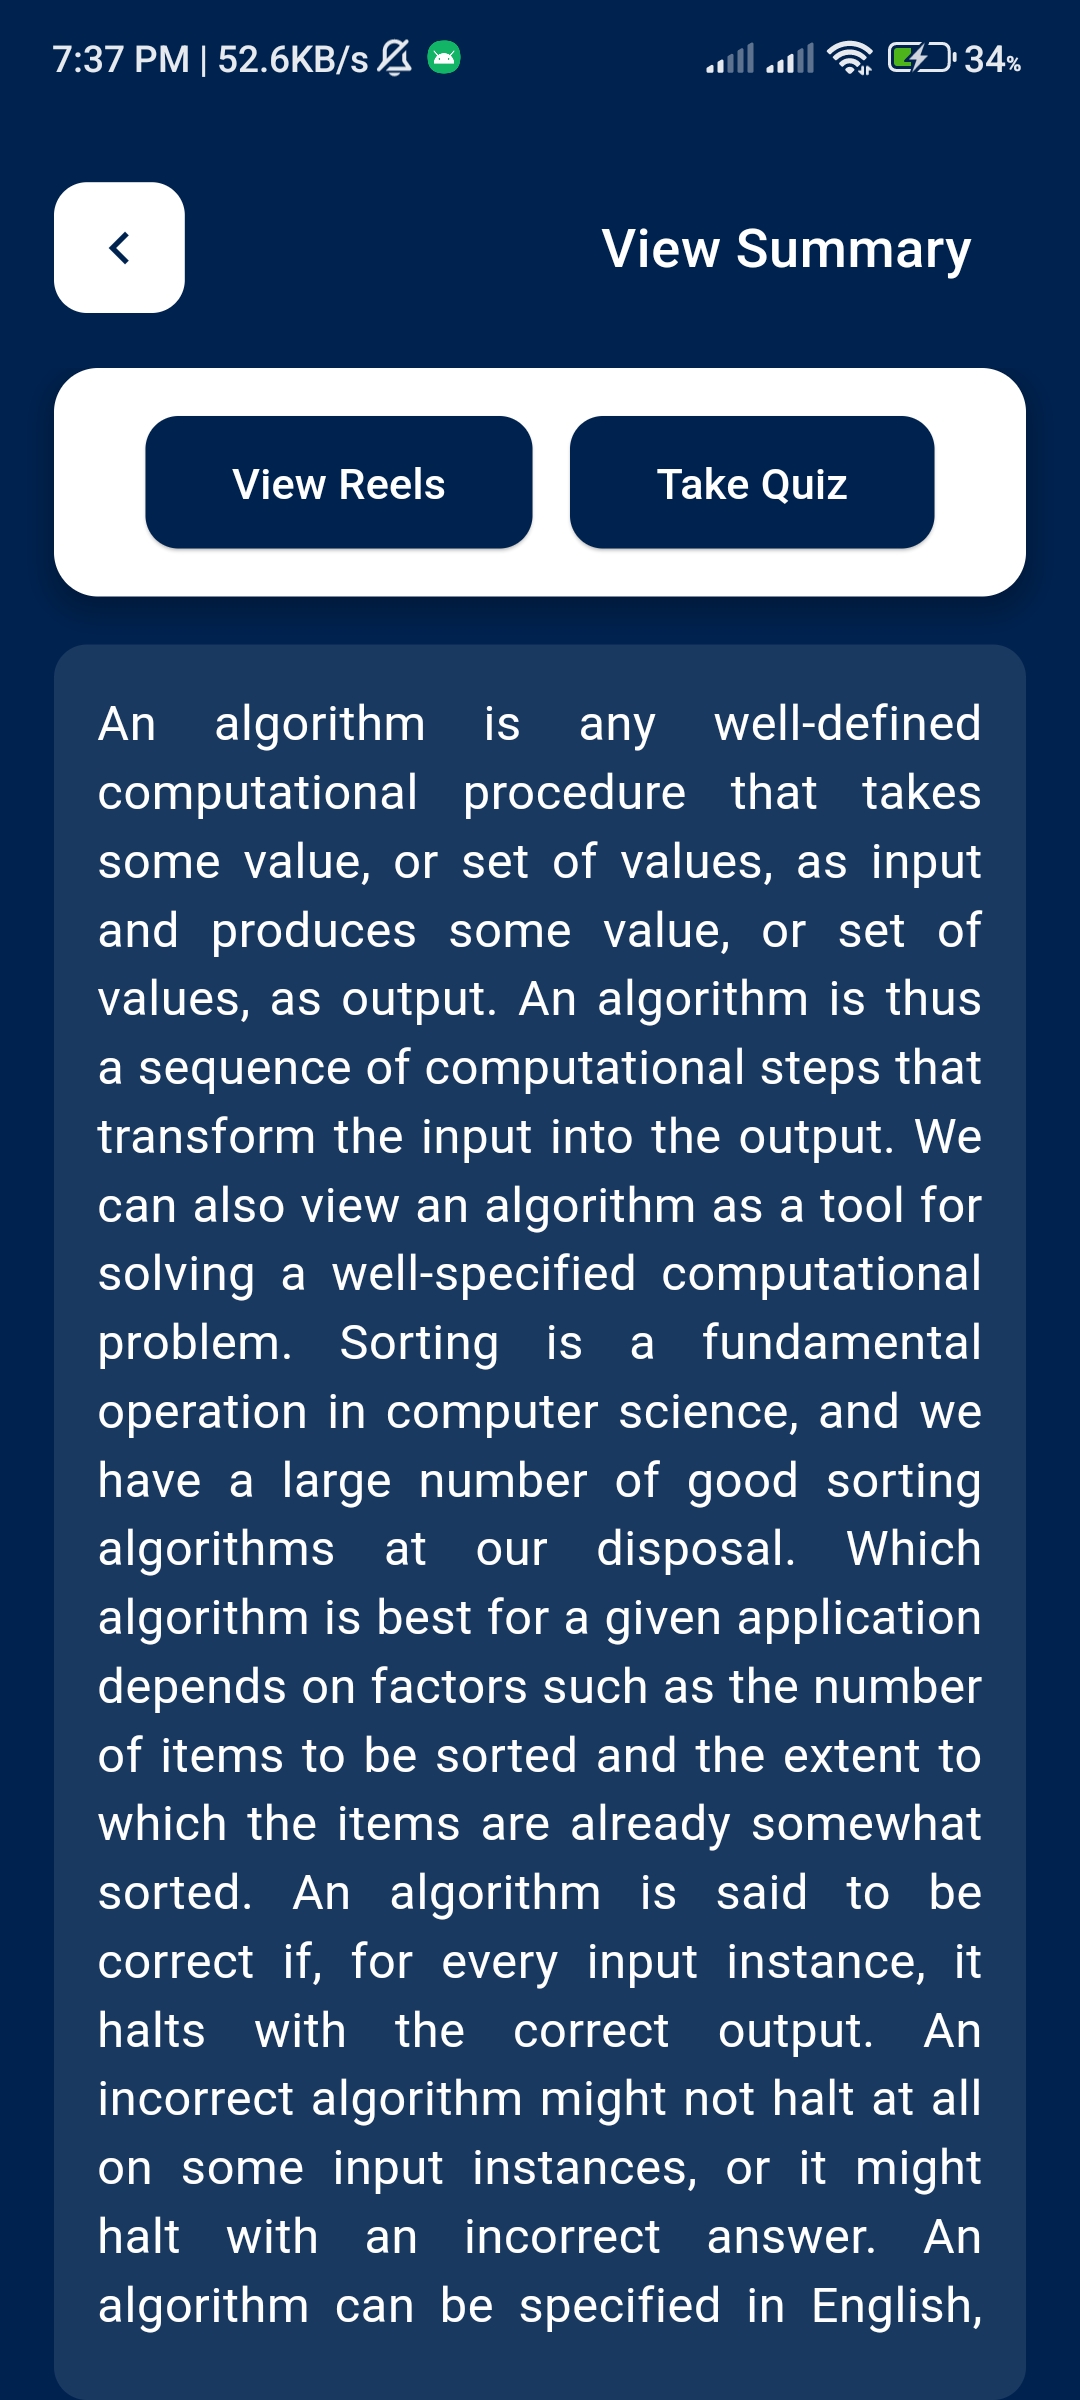 7:37 PM | 52.6KB/s 34%
View Summary
View Reels Take Quiz
An algorithm is any well-defined
computational procedure that takes
some value, or set of values, as input
and produces some value, or set of
values, as output. An algorithm is thus
a sequence of computational steps that
transform the input into the output. We
can also view an algorithm as a tool for
solving a well-specified computational
problem. Sorting is a fundamental
operation in computer science, and we
have a large number of good sorting
algorithms at our disposal. Which
algorithm is best for a given application
depends on factors such as the number
of items to be sorted and the extent to
which the items are already somewhat
sorted. An algorithm is said to be
correct if, for every input instance, it
halts with the correct output. An
incorrect algorithm might not halt at all
on some input instances, or it might
halt with an incorrect answer. An
algorithm can be specified in English,